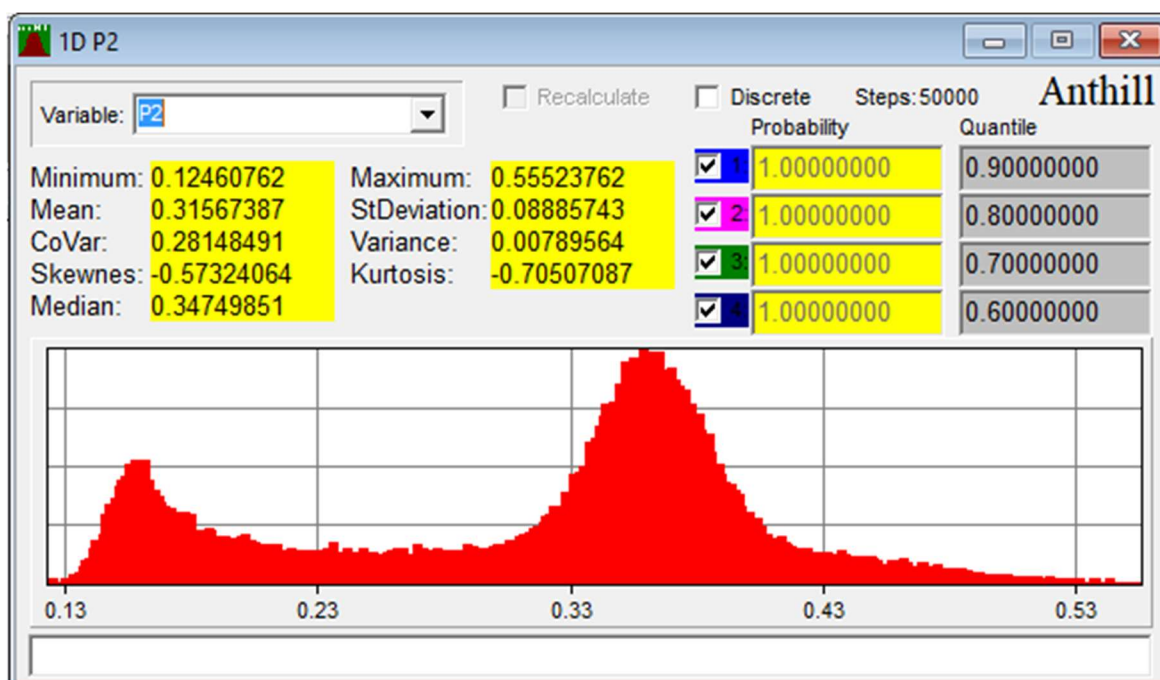 1D P2
Variable: P2
Recalculate
Discrete Steps: 50000 Anthill
Probability Quantile
Minimum: 0.12460762 Maximum: 0.55523762 1: 1.00000000 0.90000000
Mean: 0.31567387 StDeviation: 0.08885743 2: 1.00000000 0.80000000
CoVar: 0.28148491 Variance: 0.00789564 3: 1.00000000 0.70000000
Skewnes: -0.57324064 Kurtosis: -0.70507087 4: 1.00000000 0.60000000
Median: 0.34749851
0.13 0.23 0.33 0.43 0.53